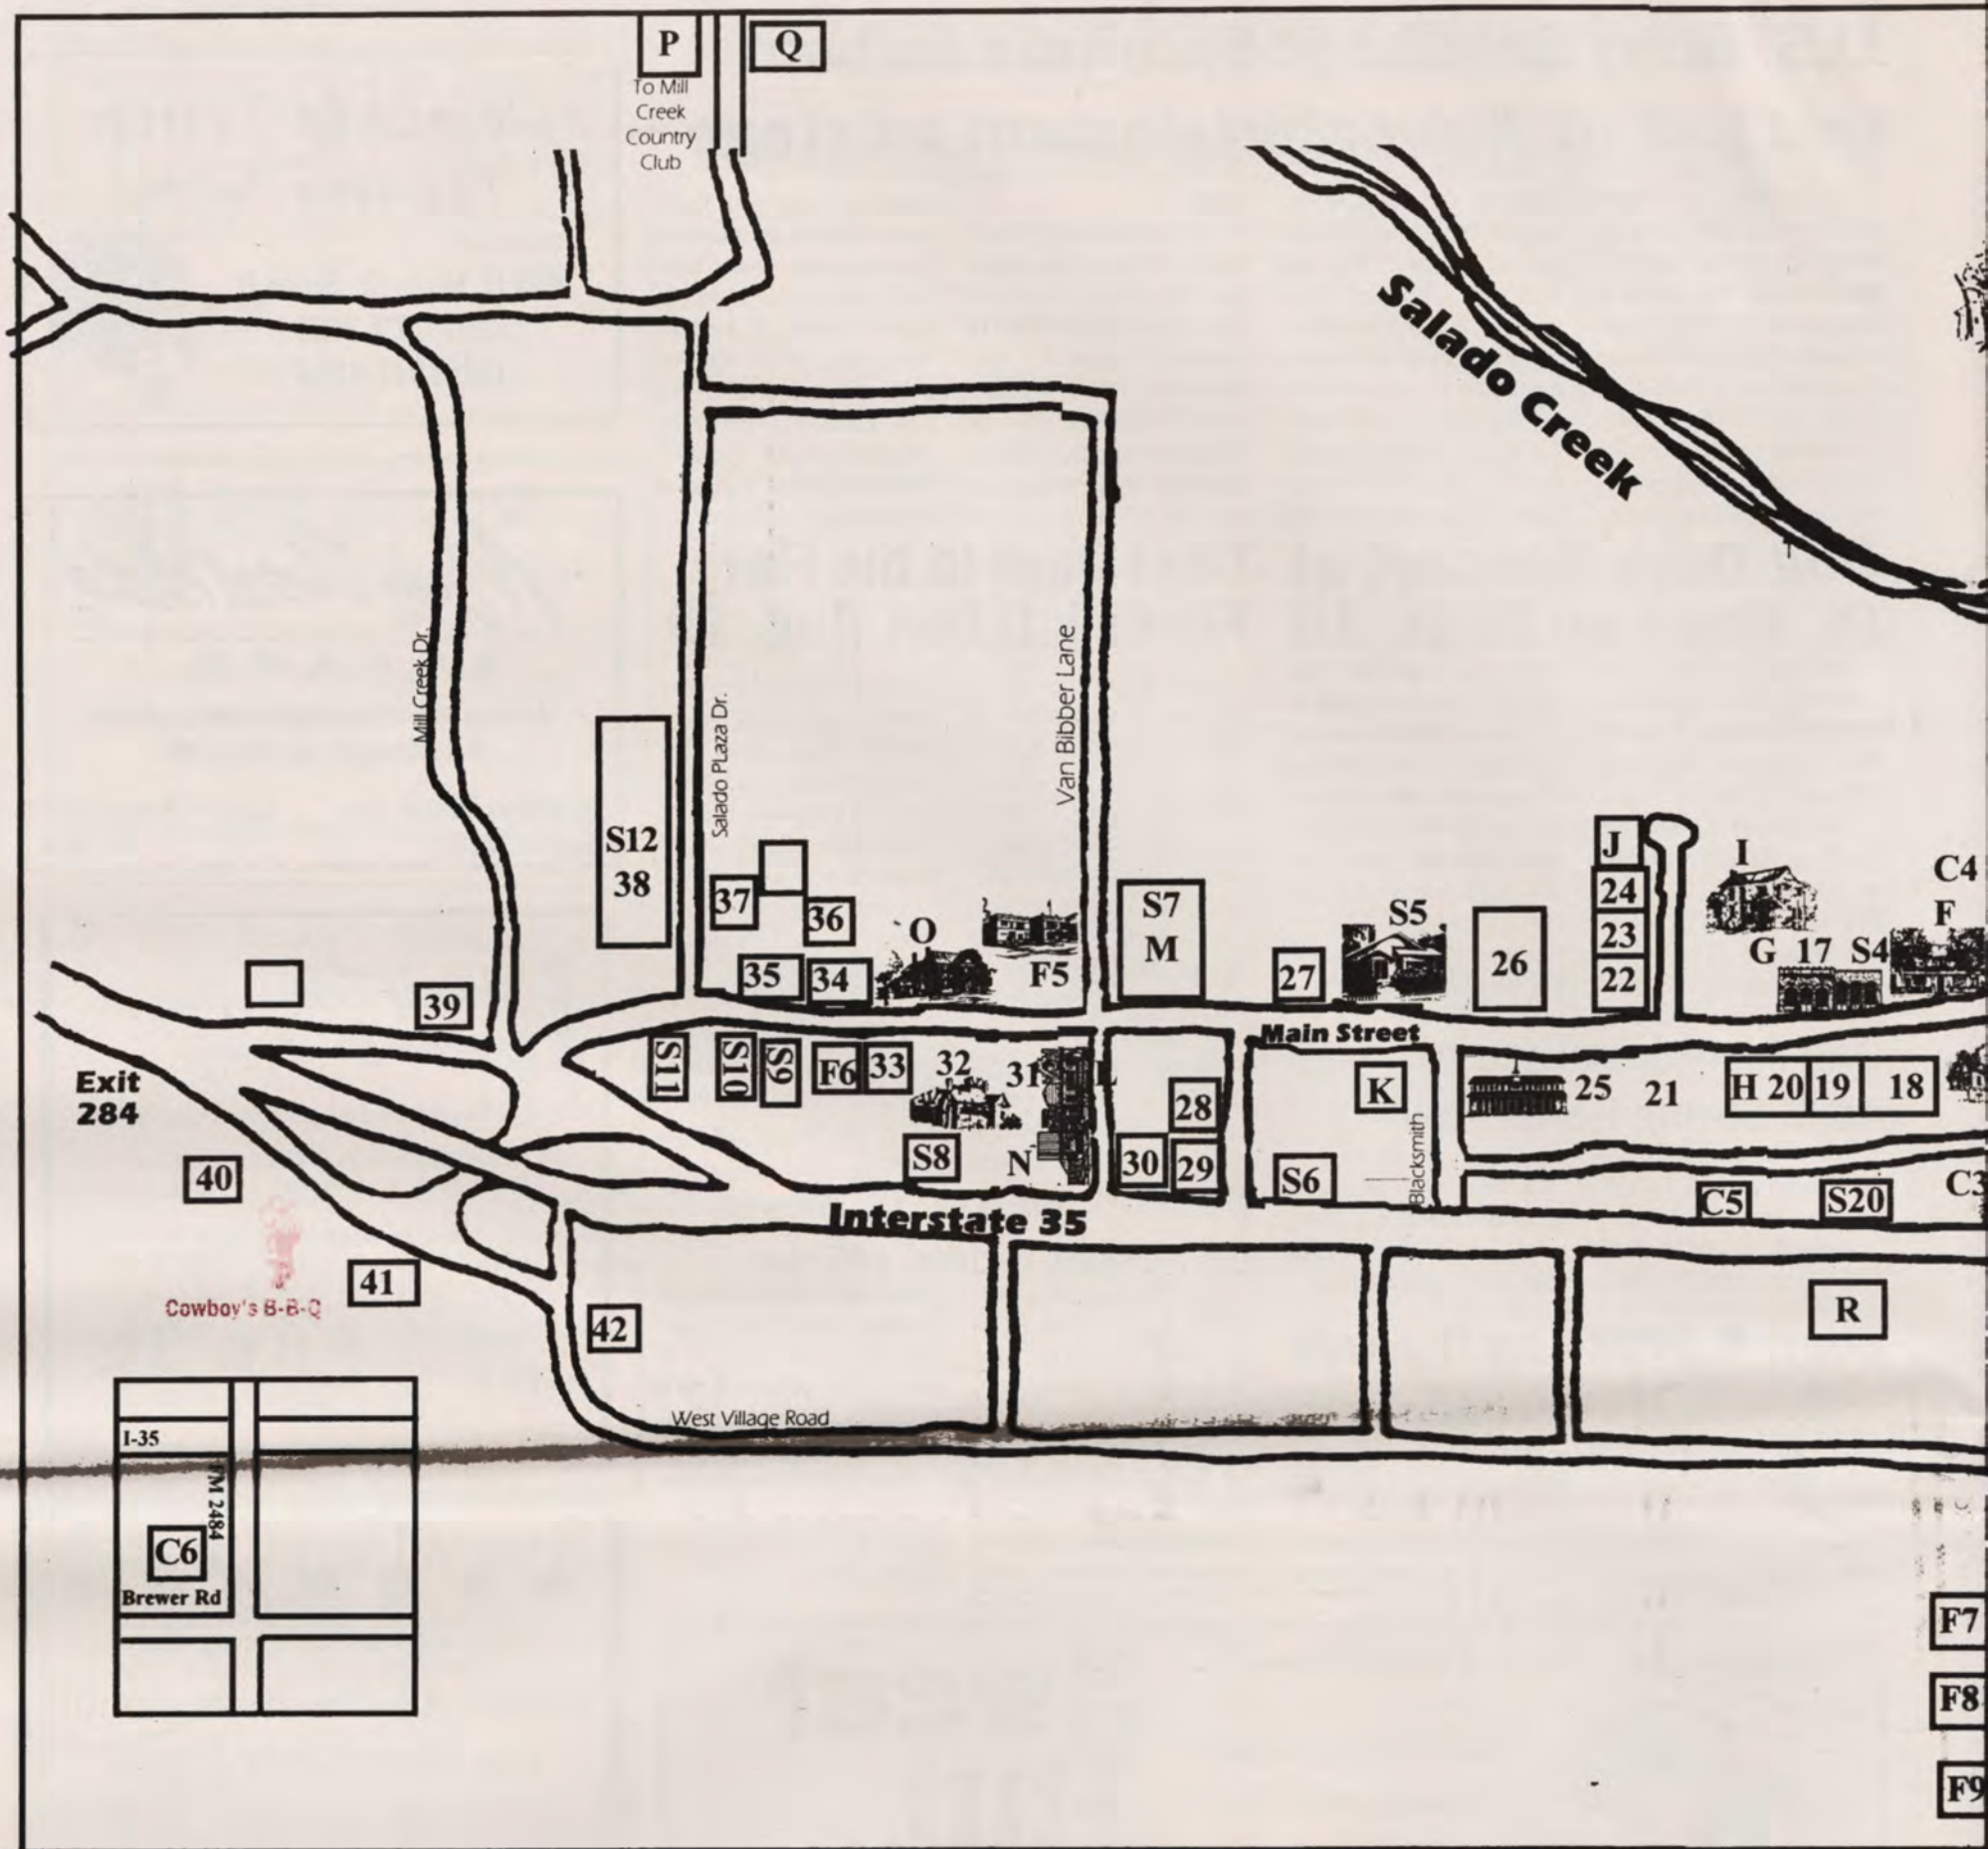 P
Q
To Mill
Creek
Country
Club
Salado Creek
Mill Creek Dr.
Salado PLaza Dr.
Van Bibber Lane
S12
38
37
36
35
34
O
F5
S7
M
27
S5
26
J
24
23
22
I
G
17
S4
C4
F
39
Main Street
Exit
284
S11
S10
S9
F6
33
32
31
L
S8
N
28
30
29
K
S6
Blacksmith
25
21
H 20
19
18
C5
S20
C3
40
Interstate 35
41
Cowboy's B-B-Q
42
R
West Village Road
I-35
FM 2484
C6
Brewer Rd
F7
F8
F9